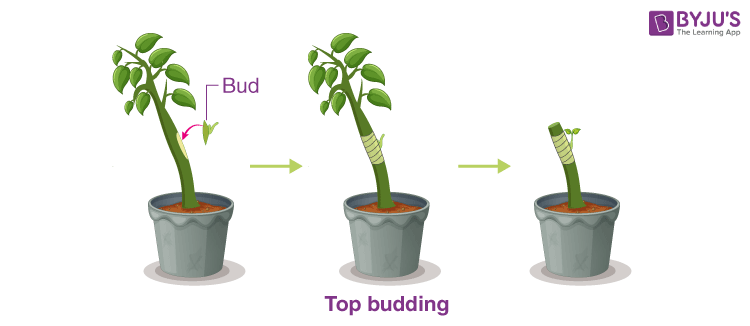 BYJU'S
The Learning App
Bud
Top budding